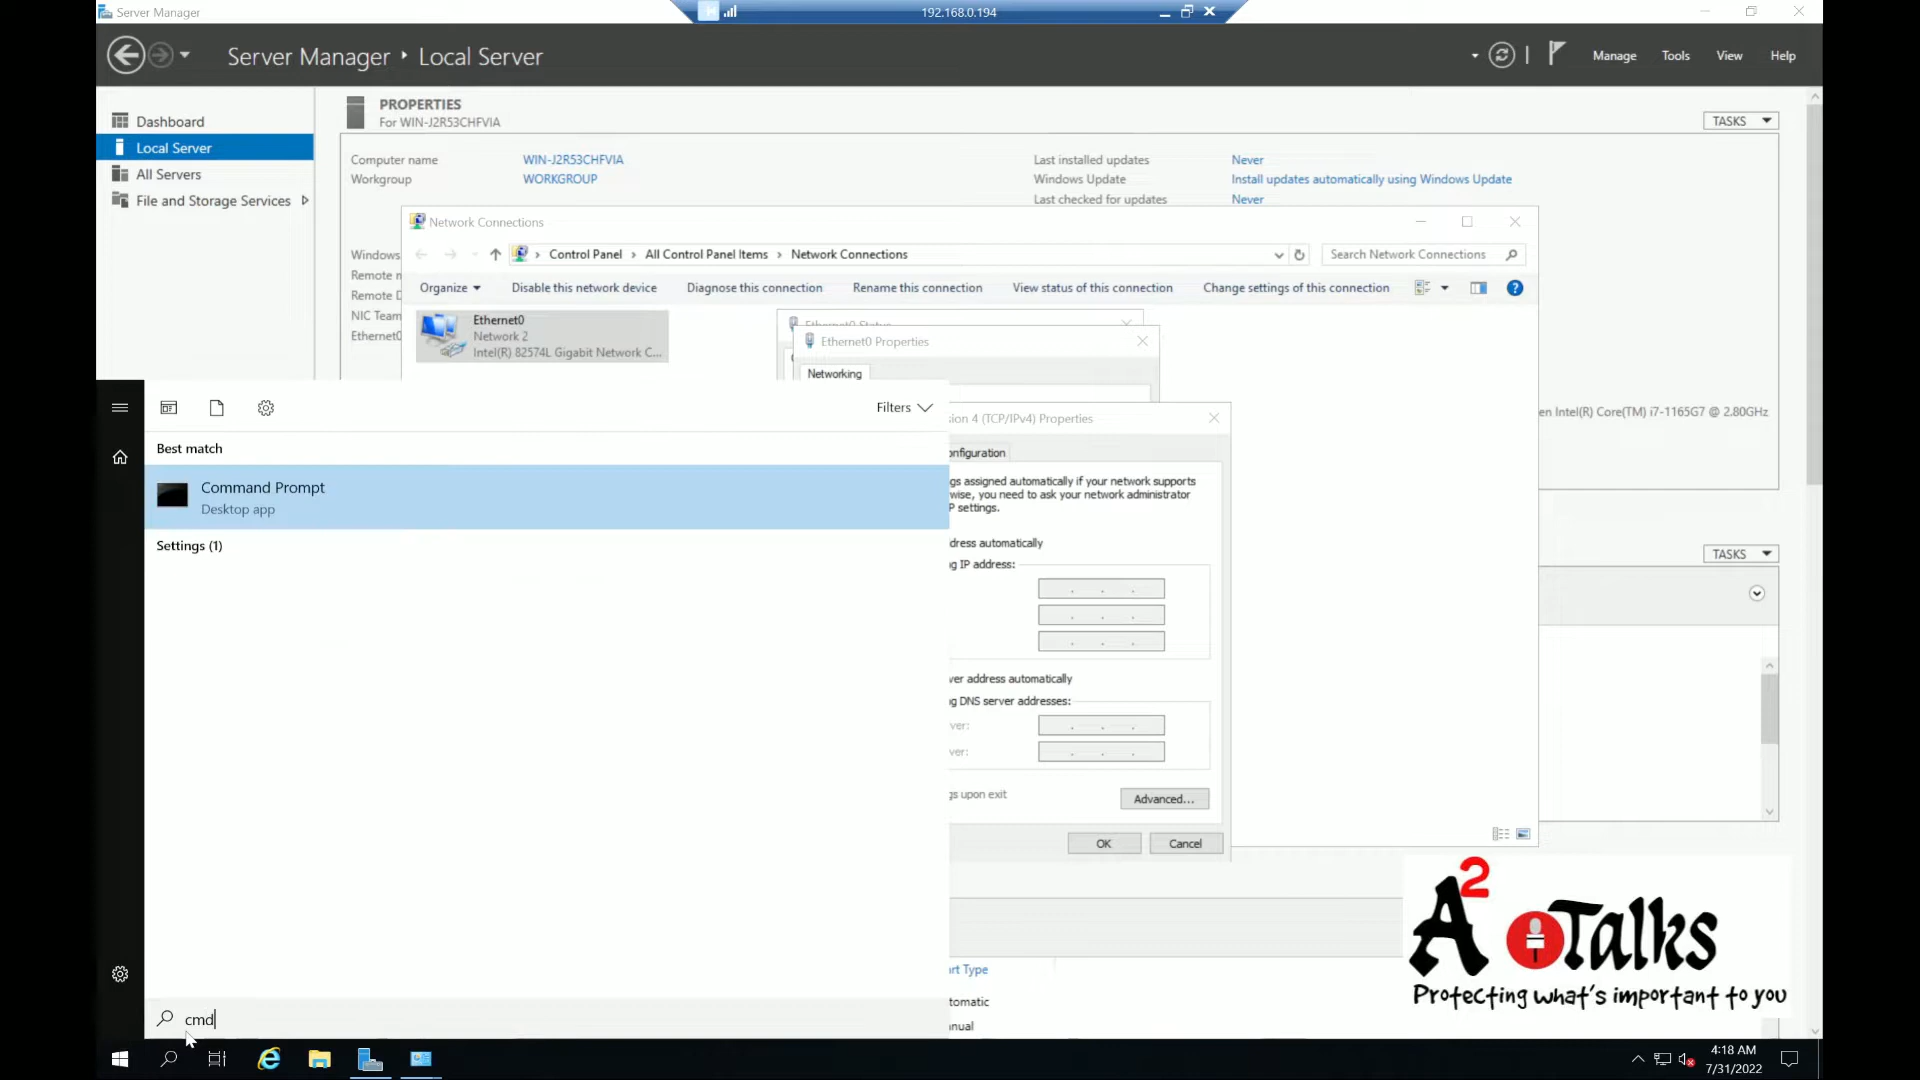 Server Manager
192.168.0.194
Server Manager ‣ Local Server
Manage
Tools
View
Help
Dashboard
Local Server
All Servers
File and Storage Services
PROPERTIES
For WIN-J2R53CHFVIA
TASKS
Computer name
WIN-J2R53CHFVIA
Workgroup
WORKGROUP
Last installed updates
Never
Windows Update
Install updates automatically using Windows Update
Last checked for updates
Never
Windows
Remote
Remote
NIC Team
Ethernet0
Network Connections
Control Panel › All Control Panel Items › Network Connections
Search Network Connections
Organize
Disable this network device
Diagnose this connection
Rename this connection
View status of this connection
Change settings of this connection
Ethernet0
Network 2
Intel(R) 82574L Gigabit Network C...
Ethernet0 Status
Ethernet0 Properties
Networking
sion 4 (TCP/IPv4) Properties
onfiguration
gs assigned automatically if your network supports
wise, you need to ask your network administrator
P settings.
dress automatically
g IP address:
ver address automatically
g DNS server addresses:
ver:
ver:
gs upon exit
Advanced...
OK
Cancel
en Intel(R) Core(TM) i7-1165G7 @ 2.80GHz
TASKS
rt Type
tomatic
nual
Filters
Best match
Command Prompt
Desktop app
Settings (1)
cmd
A2 Talks
Protecting what's important to you
4:18 AM
7/31/2022